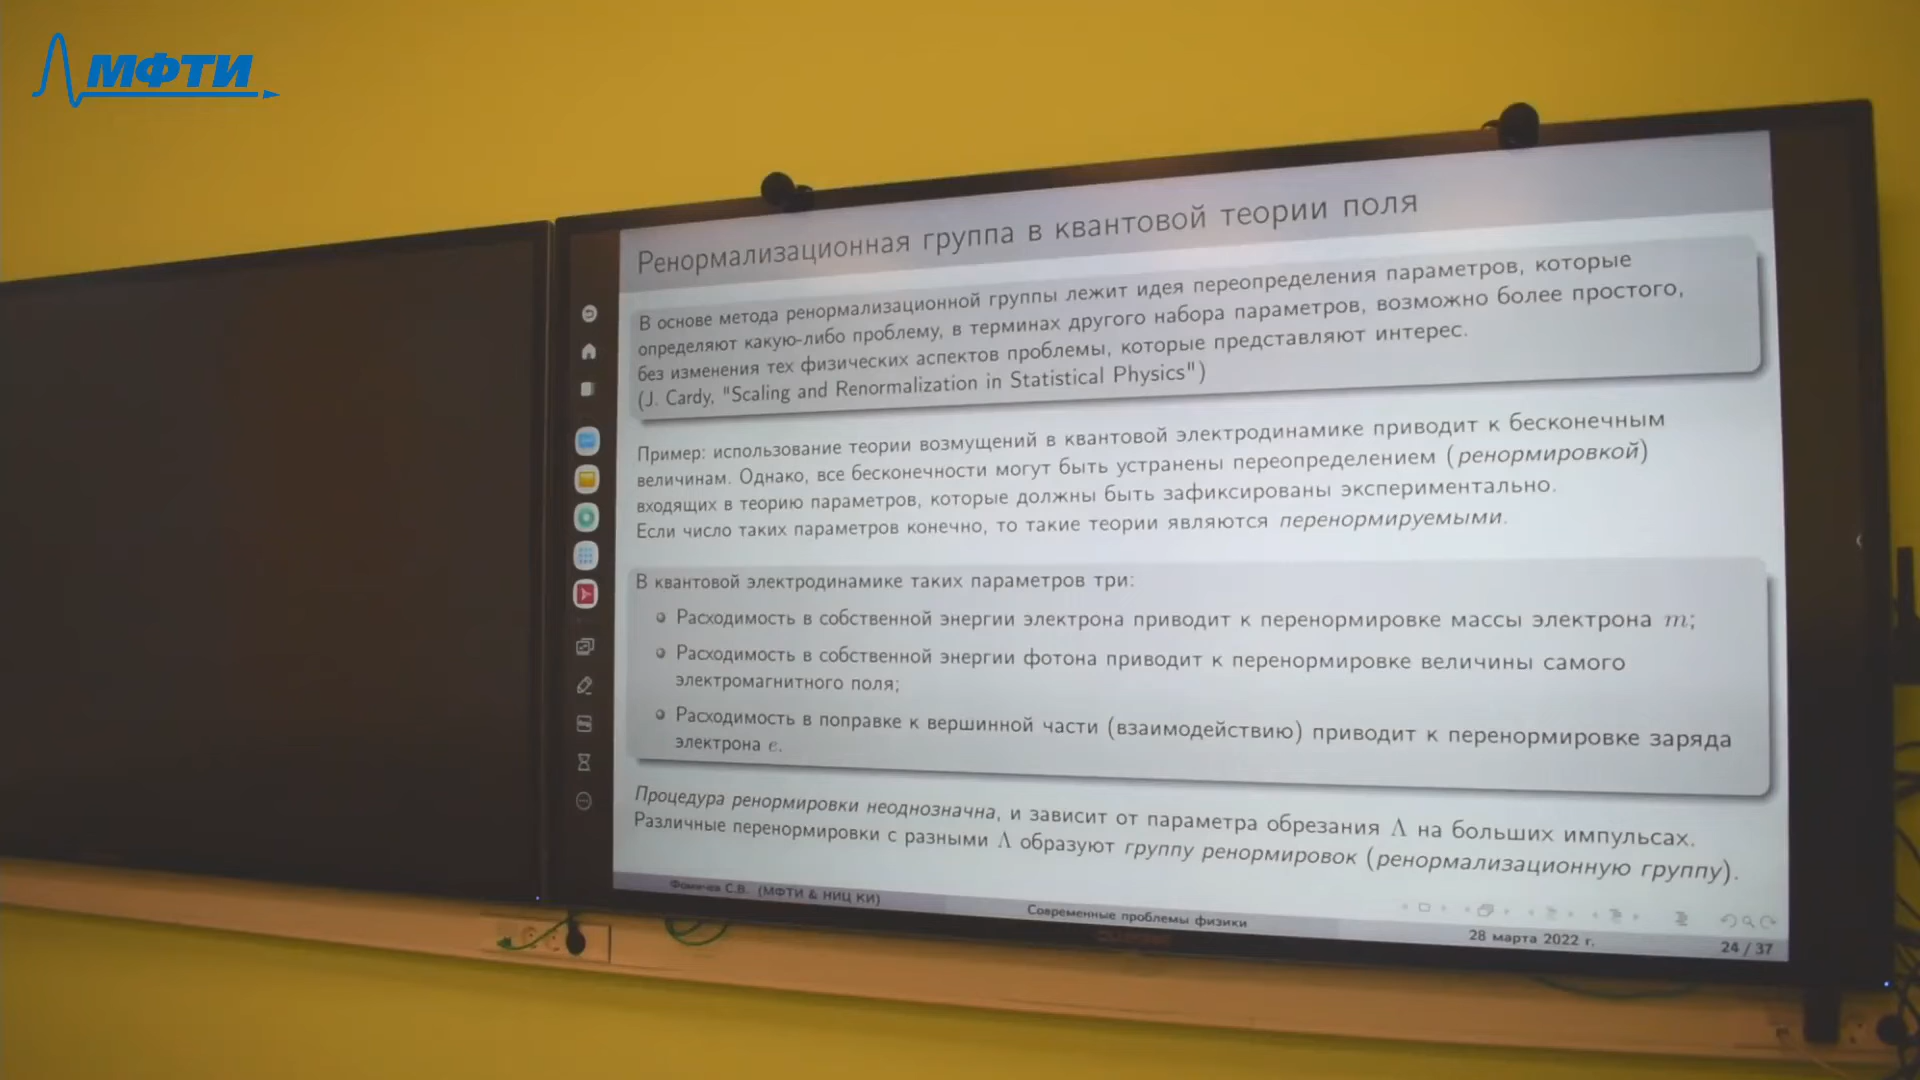 МФТИ
Ренормализационная группа в квантовой теории поля
В основе метода ренормализационной группы лежит идея переопределения параметров, которые
определяют какую-либо проблему, в терминах другого набора параметров, возможно более простого,
без изменения тех физических аспектов проблемы, которые представляют интерес.
(J. Cardy, "Scaling and Renormalization in Statistical Physics")
Пример: использование теории возмущений в квантовой электродинамике приводит к бесконечным
величинам. Однако, все бесконечности могут быть устранены переопределением (ренормировкой)
входящих в теорию параметров, которые должны быть зафиксированы экспериментально.
Если число таких параметров конечно, то такие теории являются перенормируемыми.
В квантовой электродинамике таких параметров три:
Расходимость в собственной энергии электрона приводит к перенормировке массы электрона m;
Расходимость в собственной энергии фотона приводит к перенормировке величины самого
электромагнитного поля;
Расходимость в поправке к вершинной части (взаимодействию) приводит к перенормировке заряда
электрона e.
Процедура ренормировки неоднозначна, и зависит от параметра обрезания Λ на больших импульсах.
Различные перенормировки с разными Λ образуют группу ренормировок (ренормализационную группу).
Фомичев С.В. (МФТИ & НИЦ КИ)
Современные проблемы физики
28 марта 2022 г.
24 / 37